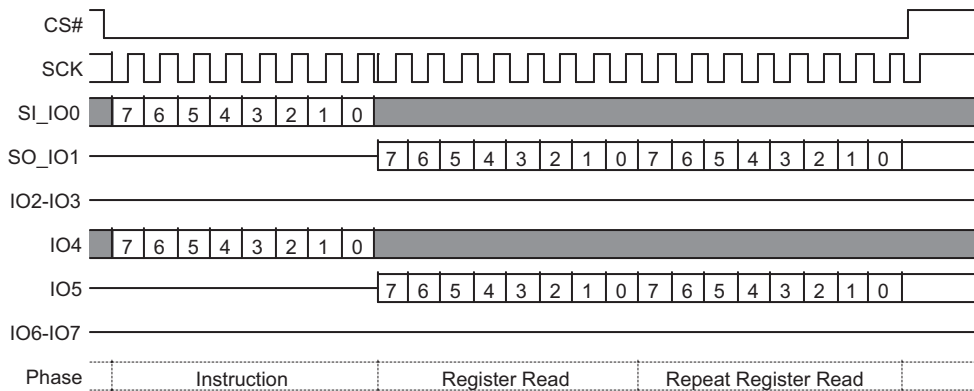 CS#
SCK
SI_IO0 7 6 5 4 3 2 1 0
SO_IO1 7 6 5 4 3 2 1 0 7 6 5 4 3 2 1 0
IO2-IO3
IO4 7 6 5 4 3 2 1 0
IO5 7 6 5 4 3 2 1 0 7 6 5 4 3 2 1 0
IO6-IO7
Phase Instruction Register Read Repeat Register Read